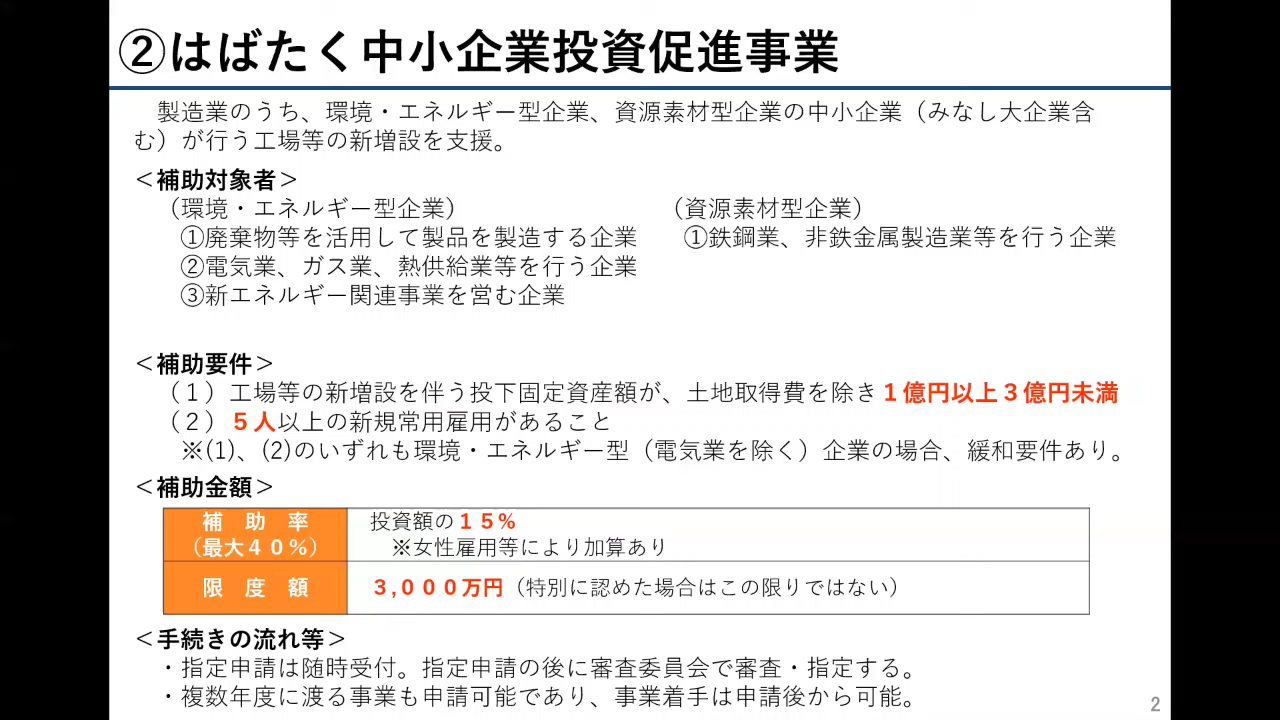 ②はばたく中小企業投資促進事業
製造業のうち、環境・エネルギー型企業、資源素材型企業の中小企業（みなし大企業含
む）が行う工場等の新増設を支援。
＜補助対象者＞
（環境・エネルギー型企業）
①廃棄物等を活用して製品を製造する企業
②電気業、ガス業、熱供給業等を行う企業
③新エネルギー関連事業を営む企業
（資源素材型企業）
①鉄鋼業、非鉄金属製造業等を行う企業
＜補助要件＞
（１）工場等の新増設を伴う投下固定資産額が、土地取得費を除き１億円以上３億円未満
（２）５人以上の新規常用雇用があること
※(1)、(2)のいずれも環境・エネルギー型（電気業を除く）企業の場合、緩和要件あり。
＜補助金額＞
補　助　率
（最大４０％）
投資額の１５％
※女性雇用等により加算あり
限　度　額
３,０００万円（特別に認めた場合はこの限りではない）
＜手続きの流れ等＞
・指定申請は随時受付。指定申請の後に審査委員会で審査・指定する。
・複数年度に渡る事業も申請可能であり、事業着手は申請後から可能。
2